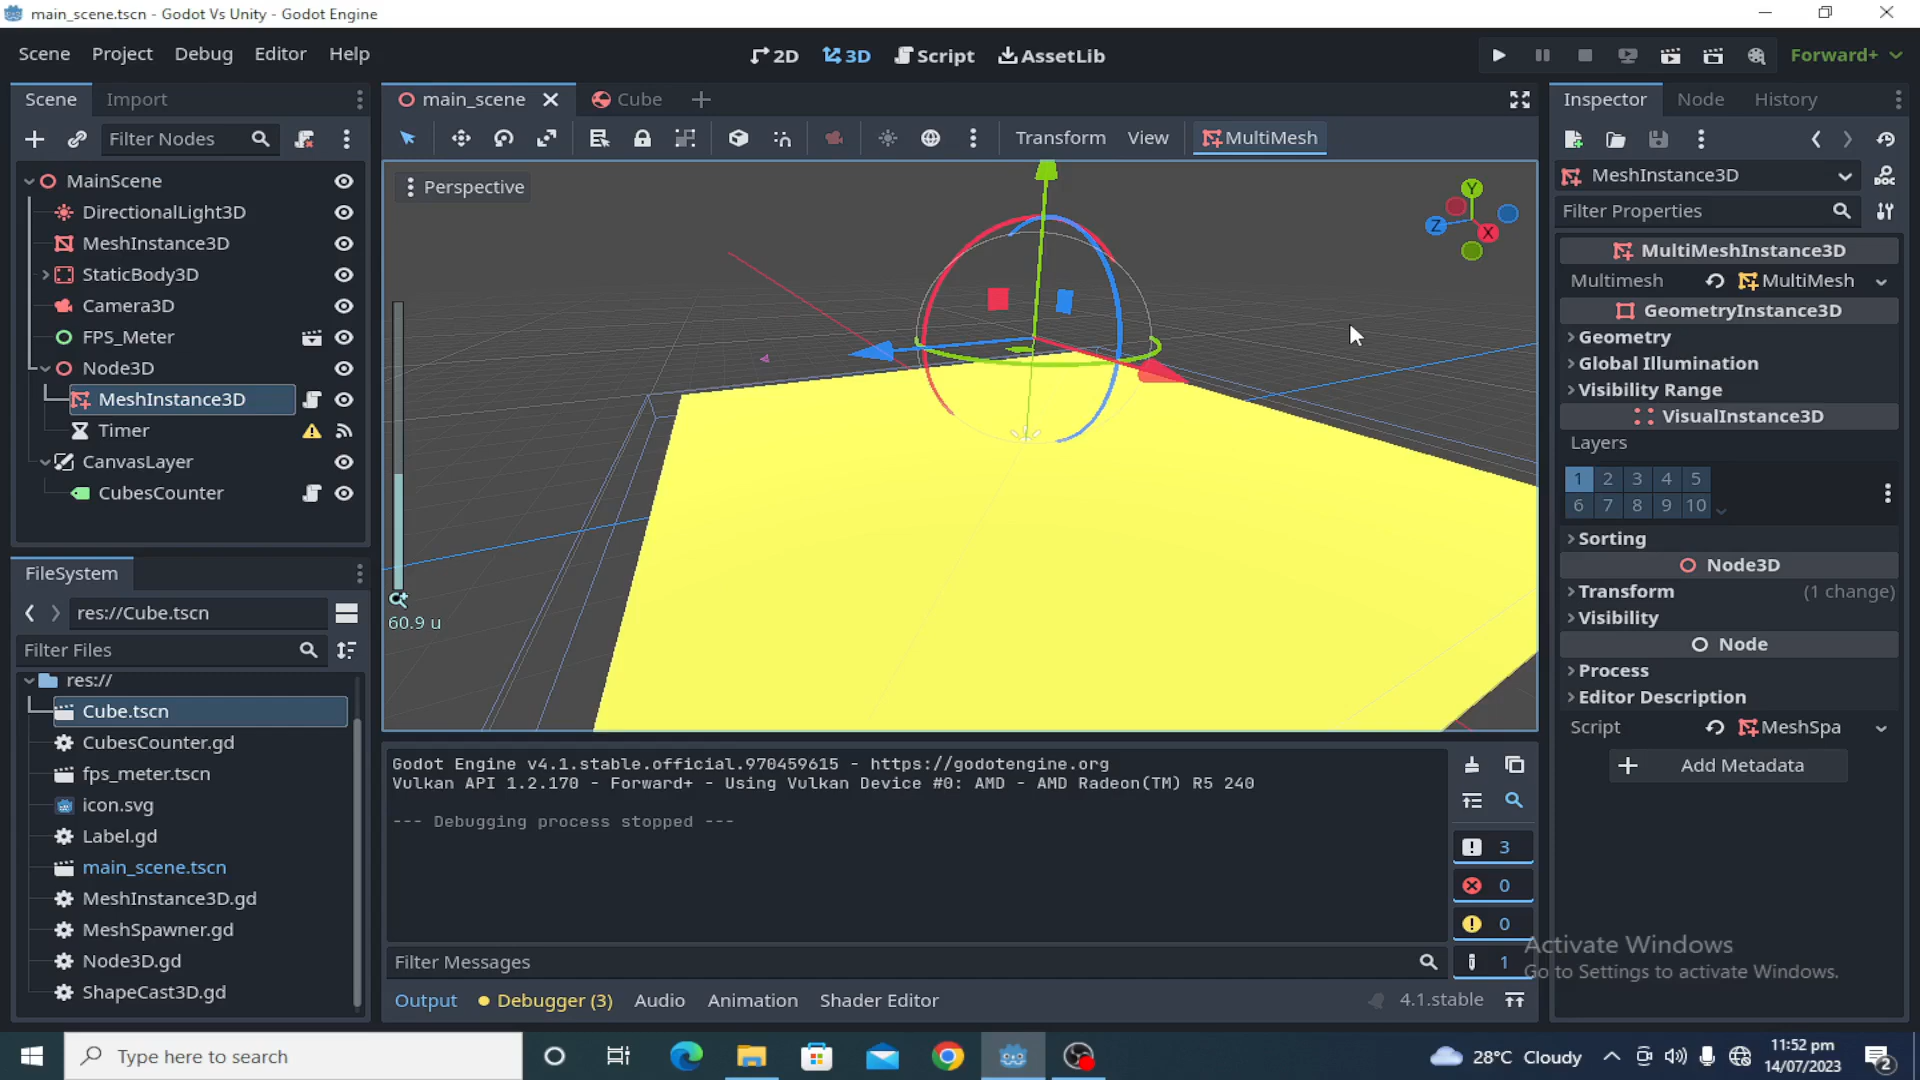 main_scene.tscn - Godot Vs Unity - Godot Engine
Scene Project Debug Editor Help
2D 3D Script AssetLib
Forward+
Scene Import
Filter Nodes
MainScene
DirectionalLight3D
MeshInstance3D
StaticBody3D
Camera3D
FPS_Meter
Node3D
MeshInstance3D
Timer
CanvasLayer
CubesCounter
FileSystem
res://Cube.tscn
Filter Files
res://
Cube.tscn
CubesCounter.gd
fps_meter.tscn
icon.svg
Label.gd
main_scene.tscn
MeshInstance3D.gd
MeshSpawner.gd
Node3D.gd
ShapeCast3D.gd
main_scene Cube
Transform View MultiMesh
Perspective
Y
Z
X
60.9 u
Godot Engine v4.1.stable.official.970459615 - https://godotengine.org
Vulkan API 1.2.170 - Forward+ - Using Vulkan Device #0: AMD - AMD Radeon(TM) R5 240
--- Debugging process stopped ---
3
0
0
1
Filter Messages
Output Debugger (3) Audio Animation Shader Editor
4.1.stable
Inspector Node History
MeshInstance3D
DOC
Filter Properties
MultiMeshInstance3D
Multimesh MultiMesh
GeometryInstance3D
Geometry
Global Illumination
Visibility Range
VisualInstance3D
Layers
1 2 3 4 5
6 7 8 9 10
Sorting
Node3D
Transform (1 change)
Visibility
Node
Process
Editor Description
Script MeshSpa
Add Metadata
Activate Windows
Go to Settings to activate Windows.
Type here to search
28°C Cloudy
11:52 pm
14/07/2023
2